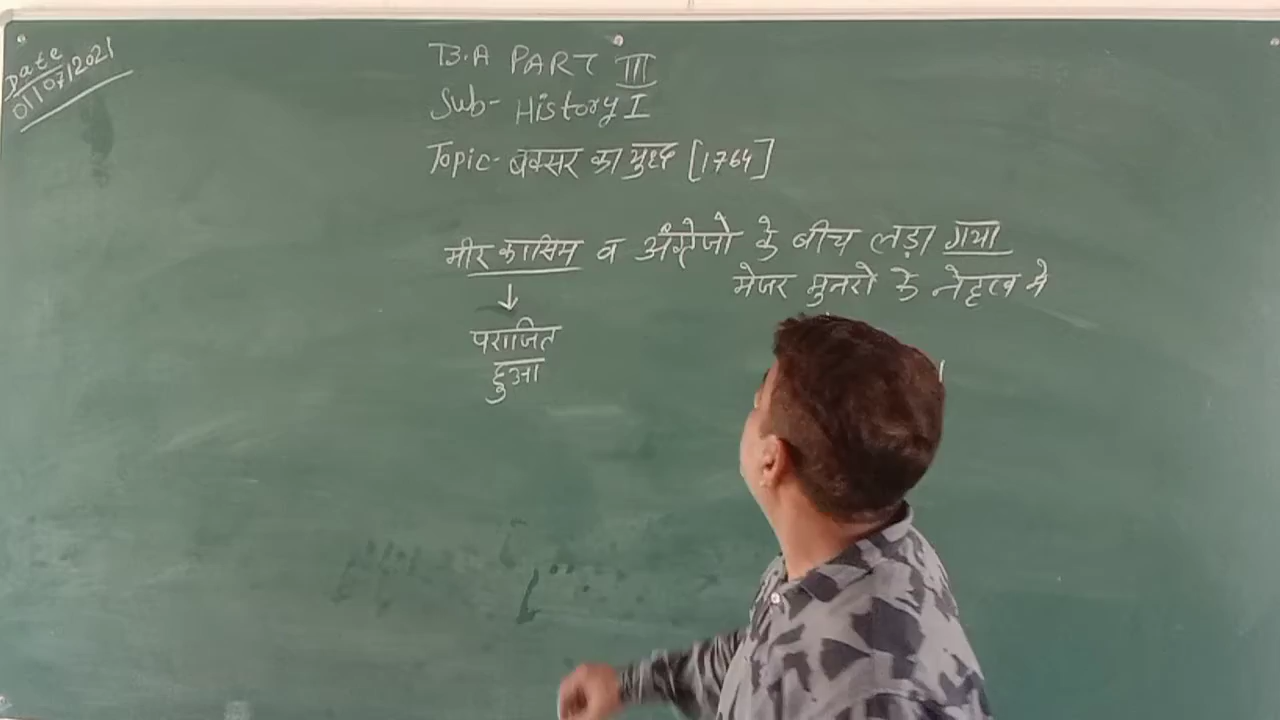 Date
01/07/2021
B.A PART III
Sub- History I
Topic- बक्सर का युध्द [1764]
मीर कासिम व अंग्रेजो के बीच लड़ा गया
मेजर मुनरो के नेतृत्व मे
↓
पराजित
हुआ